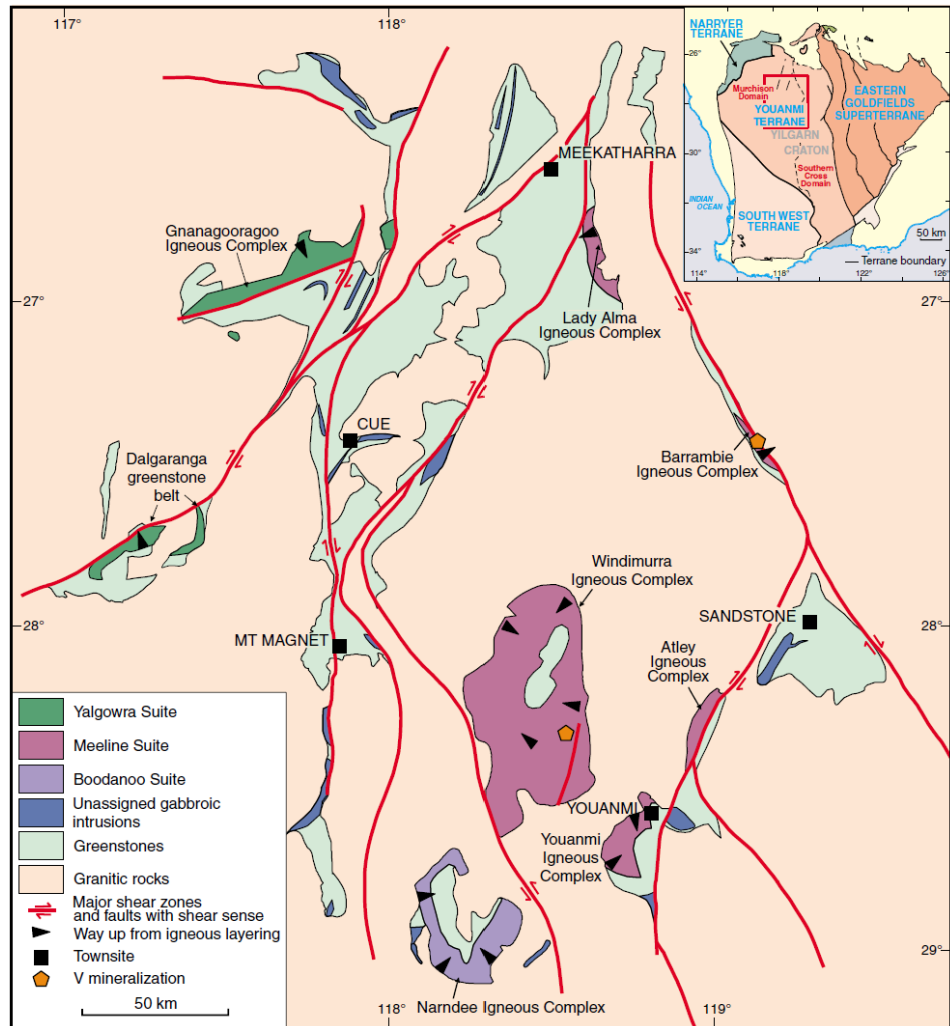 117°
118°
NARRYER
TERRANE
26°
Murchison
Domain
YOUANMI
TERRANE
EASTERN
GOLDFIELDS
SUPERTERRANE
YILGARN
CRATON
30°
Southern
Cross
Domain
INDIAN
OCEAN
SOUTH WEST
TERRANE
50 km
34°
Terrane boundary
114°
118°
122°
126°
MEEKATHARRA
Gnanagooragoo
Igneous Complex
27°
27°
Lady Alma
Igneous Complex
CUE
Barrambie
Igneous Complex
Dalgaranga
greenstone
belt
Windimurra
Igneous Complex
28°
28°
SANDSTONE
MT MAGNET
Atley
Igneous
Complex
YOUANMI
Youanmi
Igneous
Complex
29°
Narndee Igneous Complex
118°
119°
Yalgowra Suite
Meeline Suite
Boodanoo Suite
Unassigned gabbroic
intrusions
Greenstones
Granitic rocks
Major shear zones
and faults with shear sense
Way up from igneous layering
Townsite
V mineralization
50 km